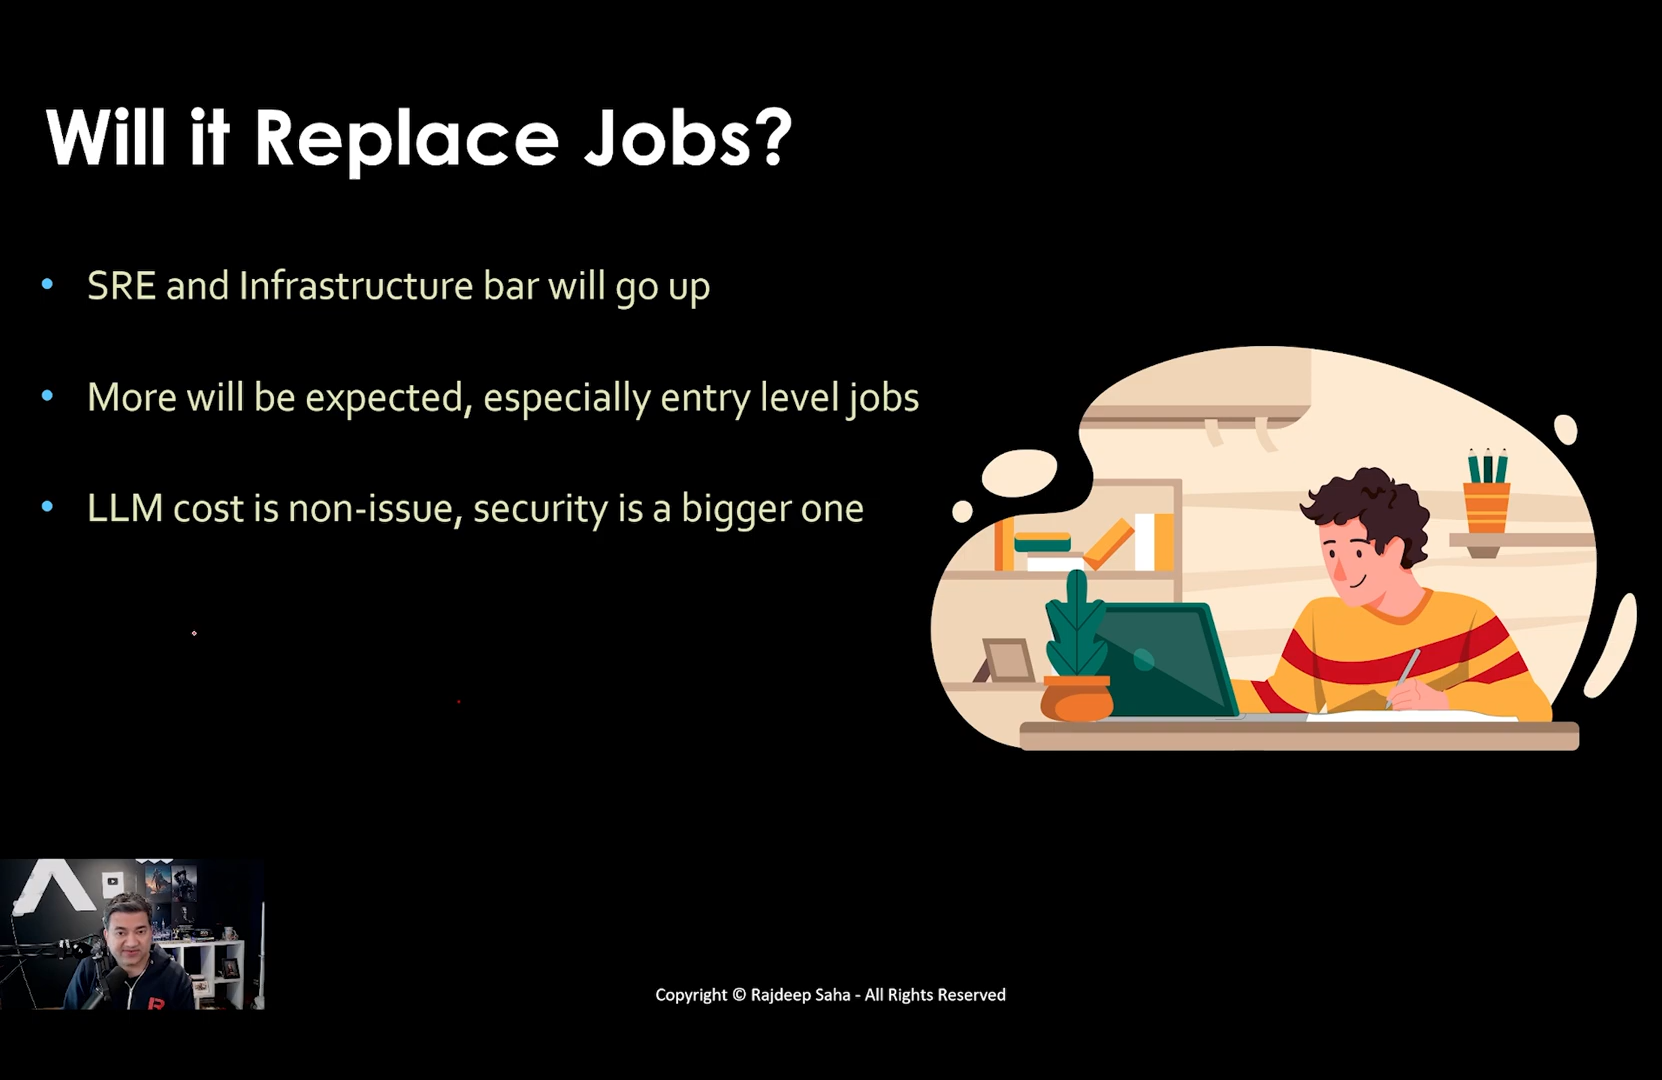 Will it Replace Jobs?
• SRE and Infrastructure bar will go up
• More will be expected, especially entry level jobs
• LLM cost is non-issue, security is a bigger one
Copyright © Rajdeep Saha - All Rights Reserved